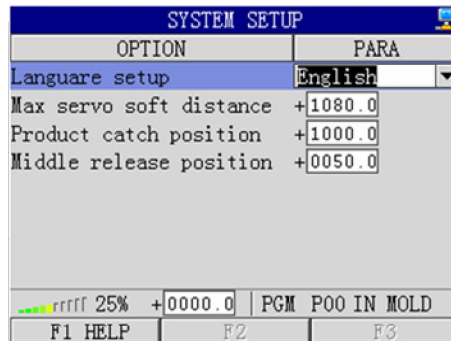 SYSTEM SETUP
OPTION PARA
Languare setup English
Max servo soft distance +1080.0
Product catch position +1000.0
Middle release position +0050.0
25% +0000.0 PGM P00 IN MOLD
F1 HELP F2 F3